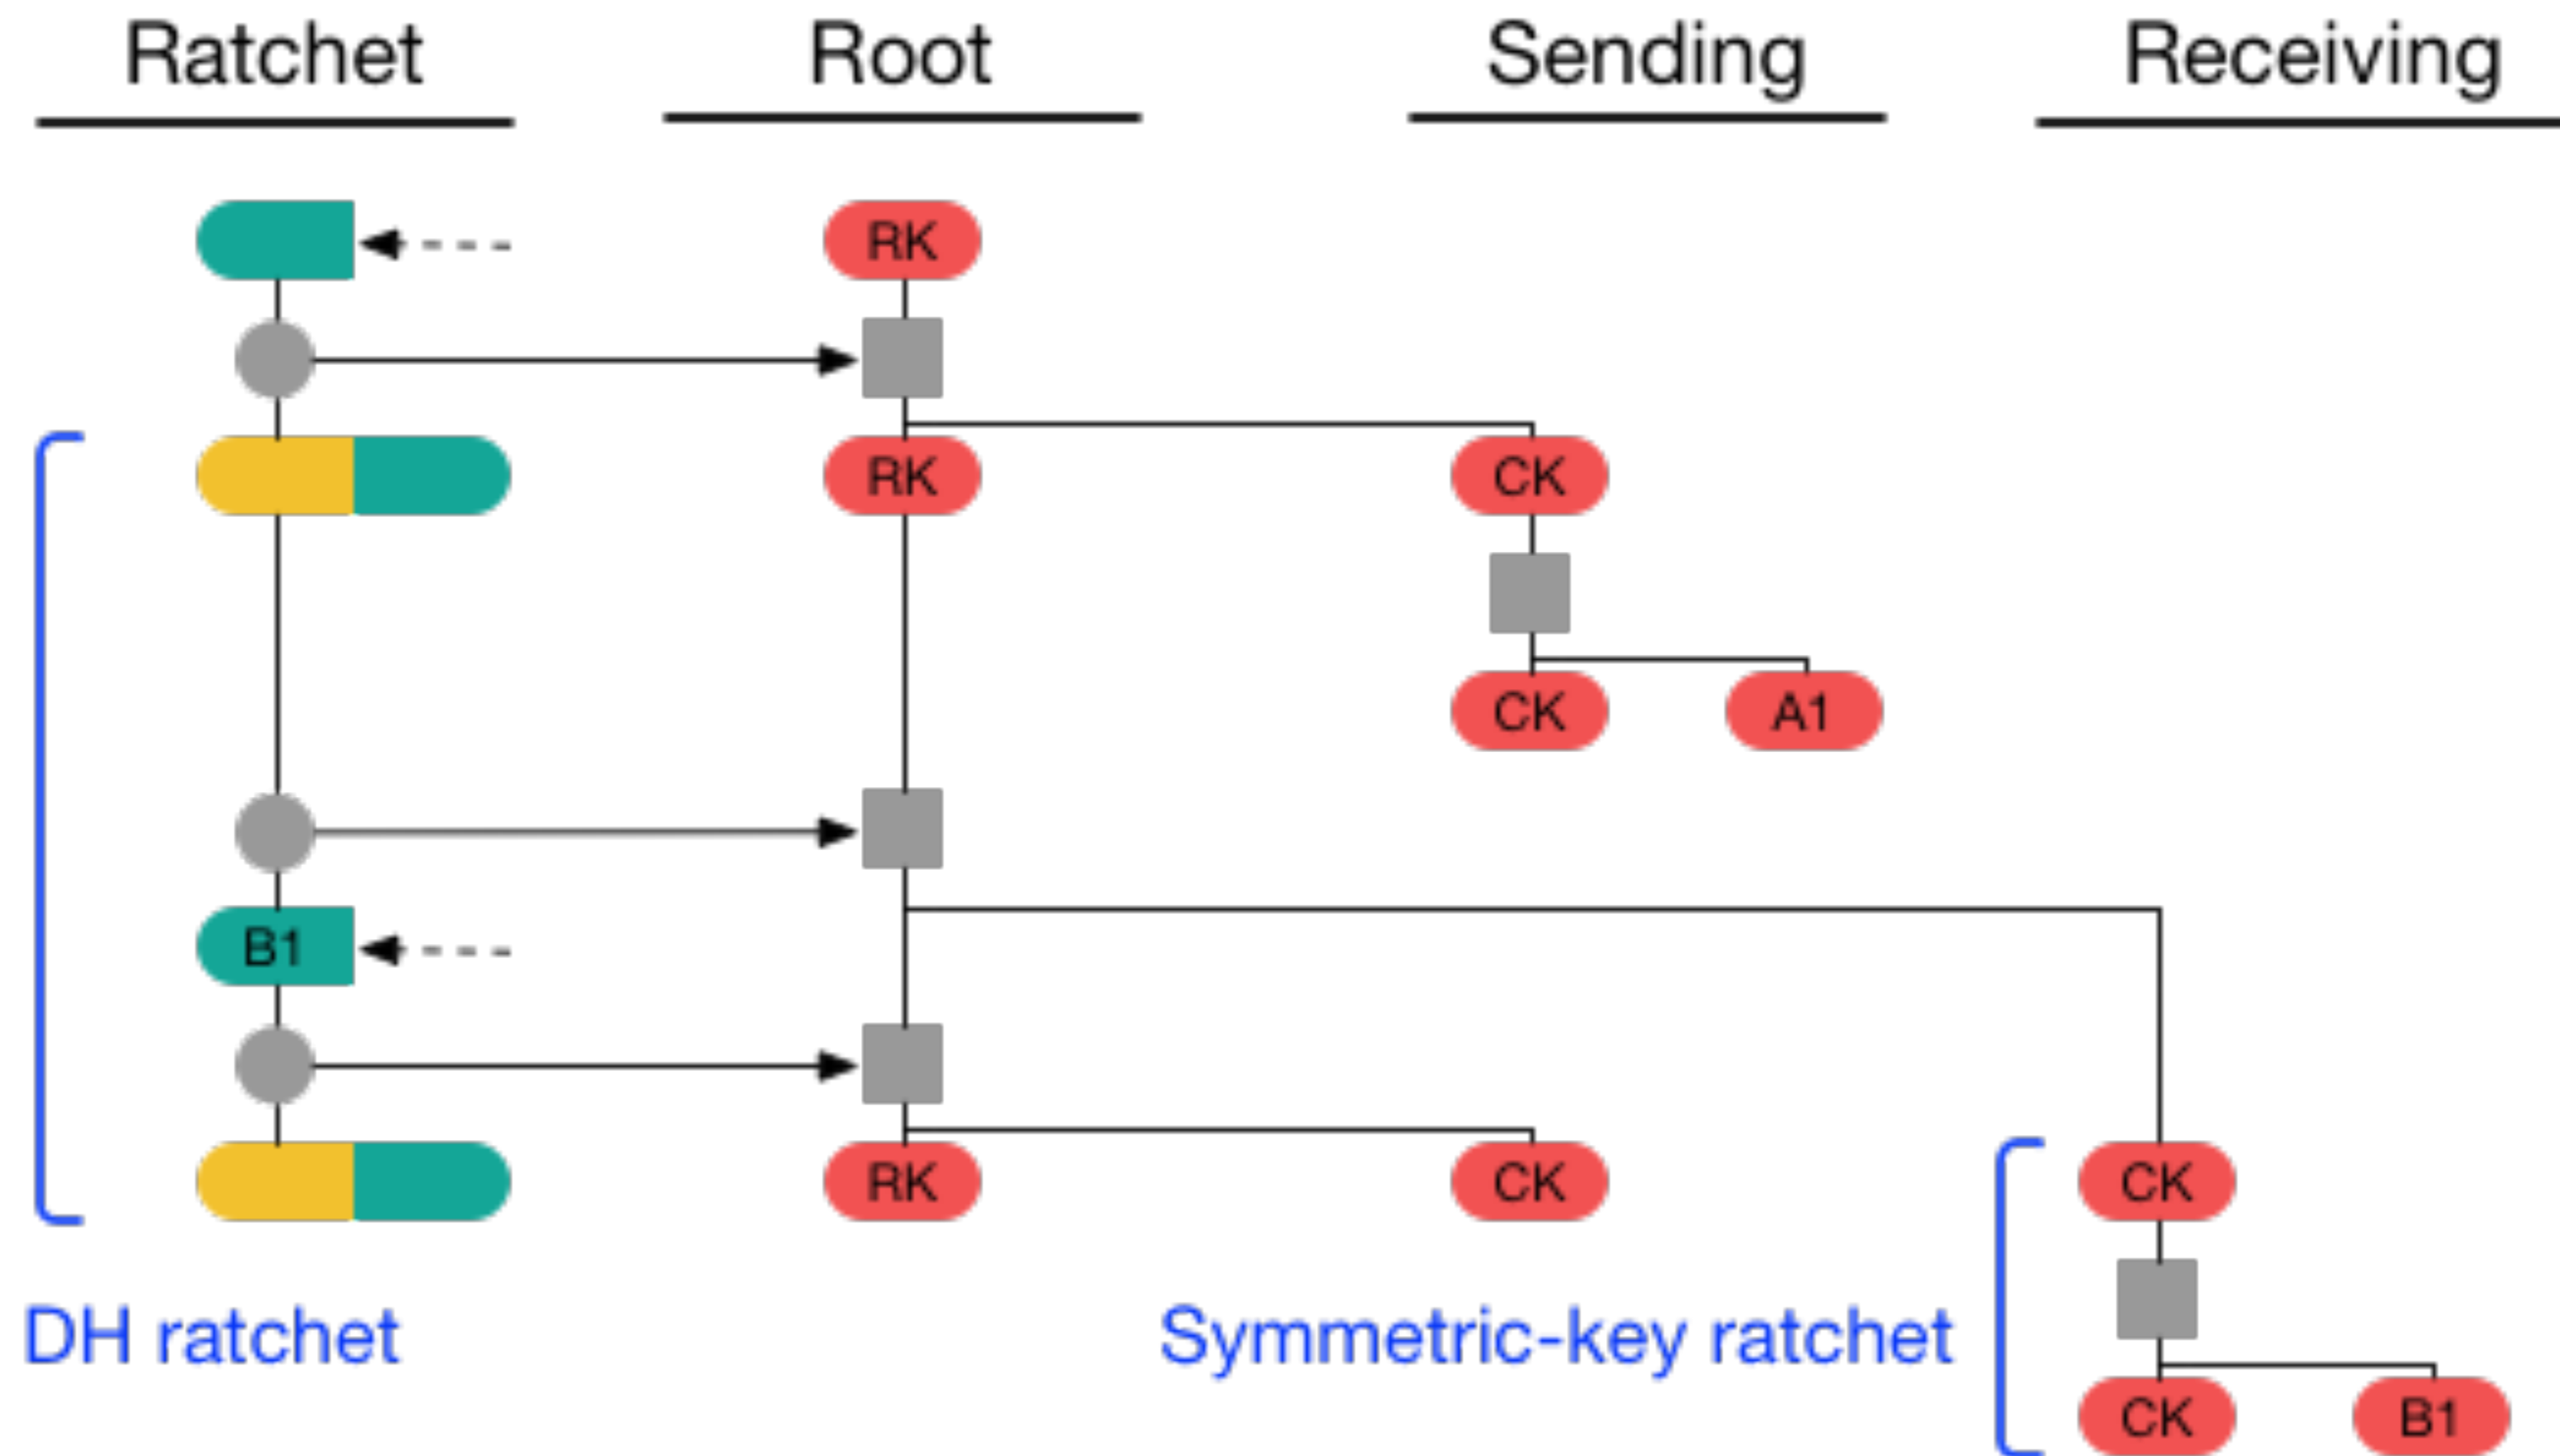 Ratchet Root Sending Receiving
RK
RK CK
CK A1
B1
RK CK CK
DH ratchet Symmetric-key ratchet
CK B1